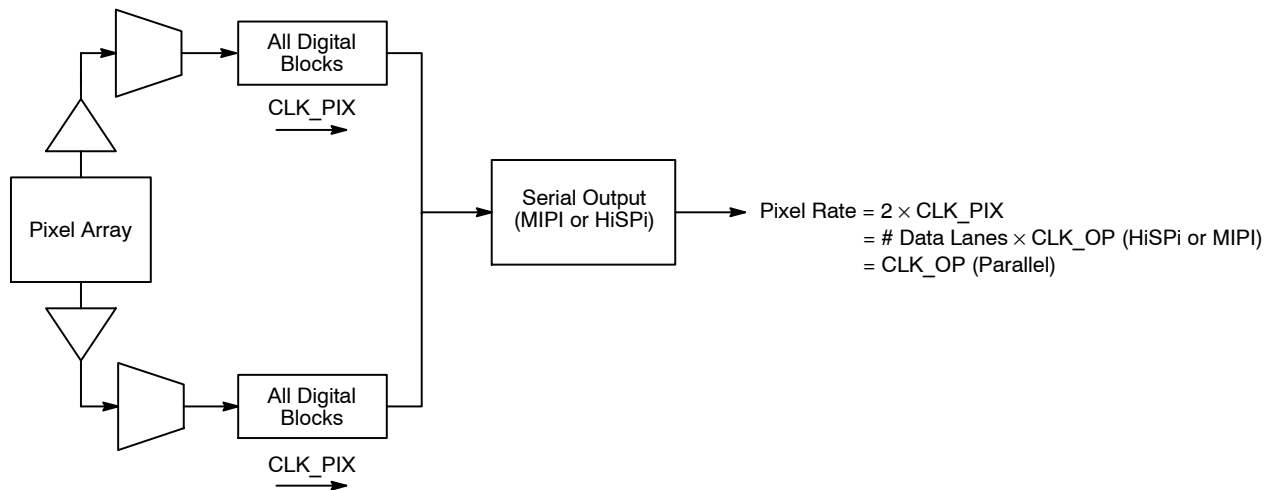 All Digital
Blocks
CLK_PIX
Pixel Array
Serial Output
(MIPI or HiSPi)
Pixel Rate = 2 × CLK_PIX
= # Data Lanes × CLK_OP (HiSPi or MIPI)
= CLK_OP (Parallel)
All Digital
Blocks
CLK_PIX